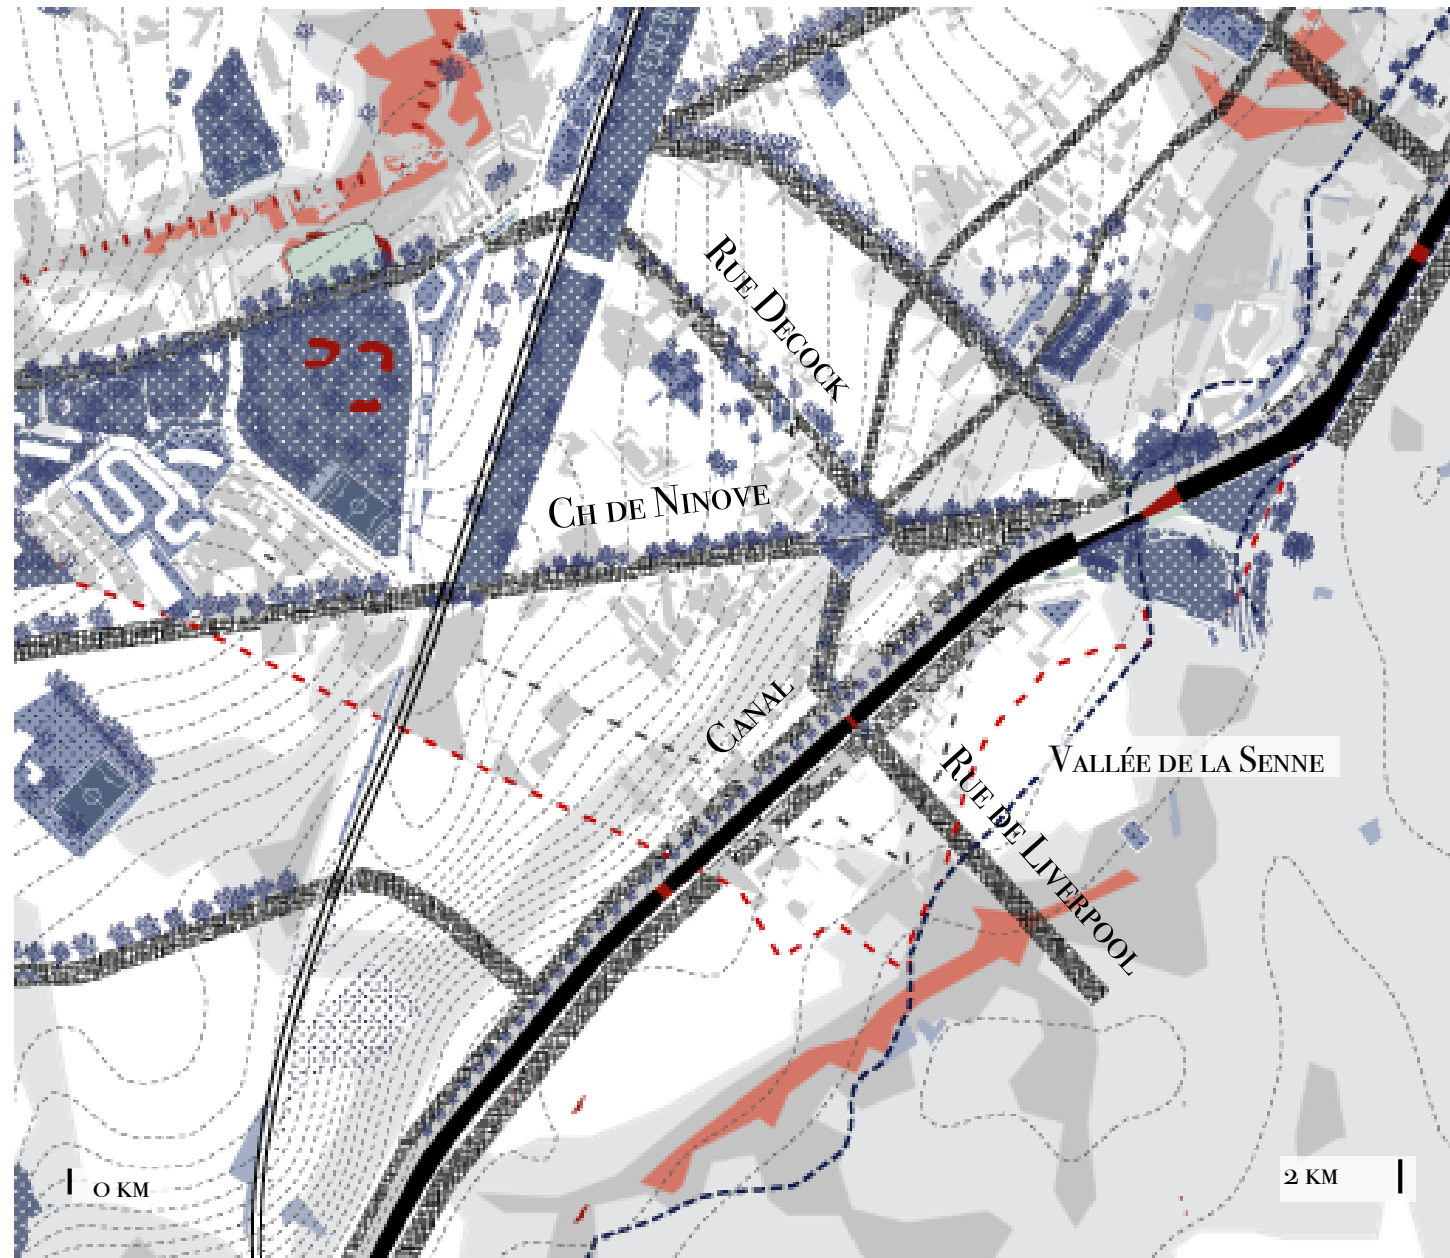 Rue Decock
Ch de Ninove
Canal
Vallée de la Senne
Rue de Liverpool
0 km
2 km